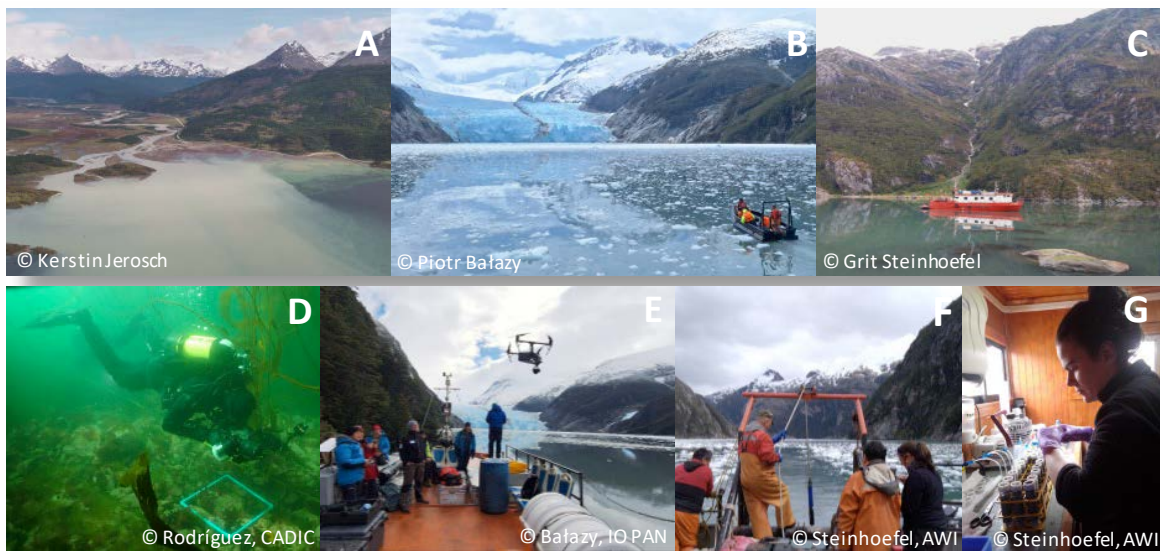 A
B
C
© Kerstin Jerosch
© Piotr Bałazy
© Grit Steinhoefel
D
E
F
G
© Rodríguez, CADIC
© Bałazy, IO PAN
© Steinhoefel, AWI
© Steinhoefel, AWI